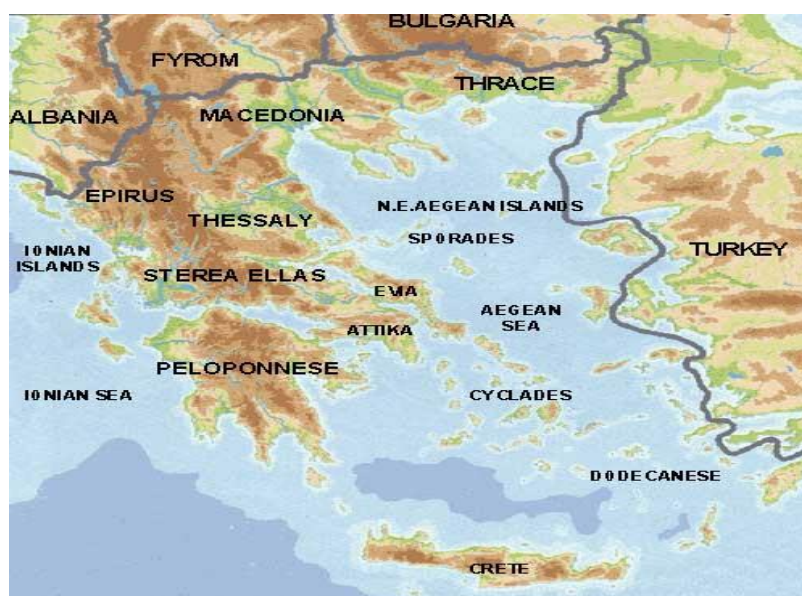 BULGARIA
FYROM
THRACE
ALBANIA
MACEDONIA
EPIRUS
N.E.AEGEAN ISLANDS
THESSALY
SPORADES
IONIAN
ISLANDS
TURKEY
STEREA ELLAS
EVIA
AEGEAN
SEA
ATTIKA
PELOPONNESE
IONIAN SEA
CYCLADES
DODECANESE
CRETE